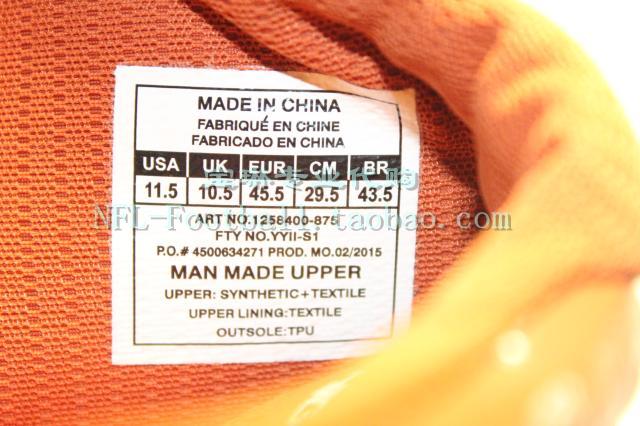 MADE IN CHINA
FABRIQUÉ EN CHINE
FABRICADO EN CHINA
USA UK EUR CM BR
11.5 10.5 45.5 29.5 43.5
NFL-Football.taobao.com
ART NO.1258400-875
FTY NO.YYII-S1
P.O.# 4500634271 PROD. MO.02/2015
MAN MADE UPPER
UPPER: SYNTHETIC+TEXTILE
UPPER LINING:TEXTILE
OUTSOLE:TPU